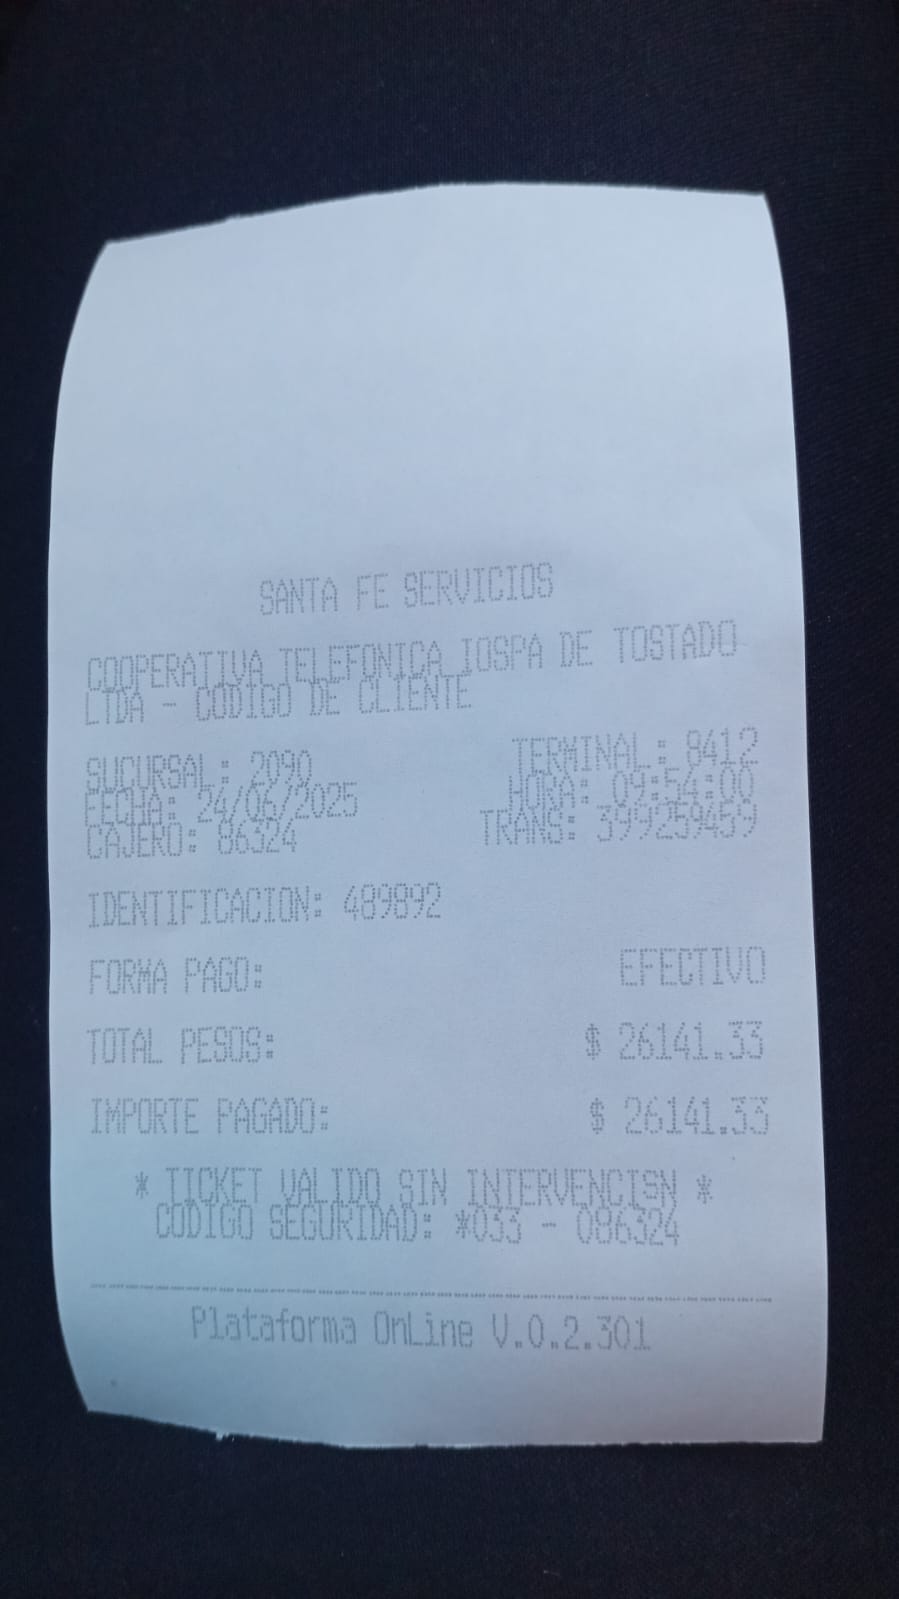 SANTA FE SERVICIOS
COOPERATIVA TELEFONICA IOSPA DE TOSTADO
LTDA - CODIGO DE CLIENTE
SUCURSAL: 2090 TERMINAL: 8412
FECHA: 24/06/2025 HORA: 09:54:00
CAJERO: 86324 TRANS: 399259459
IDENTIFICACION: 489892
FORMA PAGO: EFECTIVO
TOTAL PESOS: $ 26141.33
IMPORTE PAGADO: $ 26141.33
* TICKET VALIDO SIN INTERVENCISN *
CODIGO SEGURIDAD: *033 - 086324
Plataforma OnLine V.0.2.301